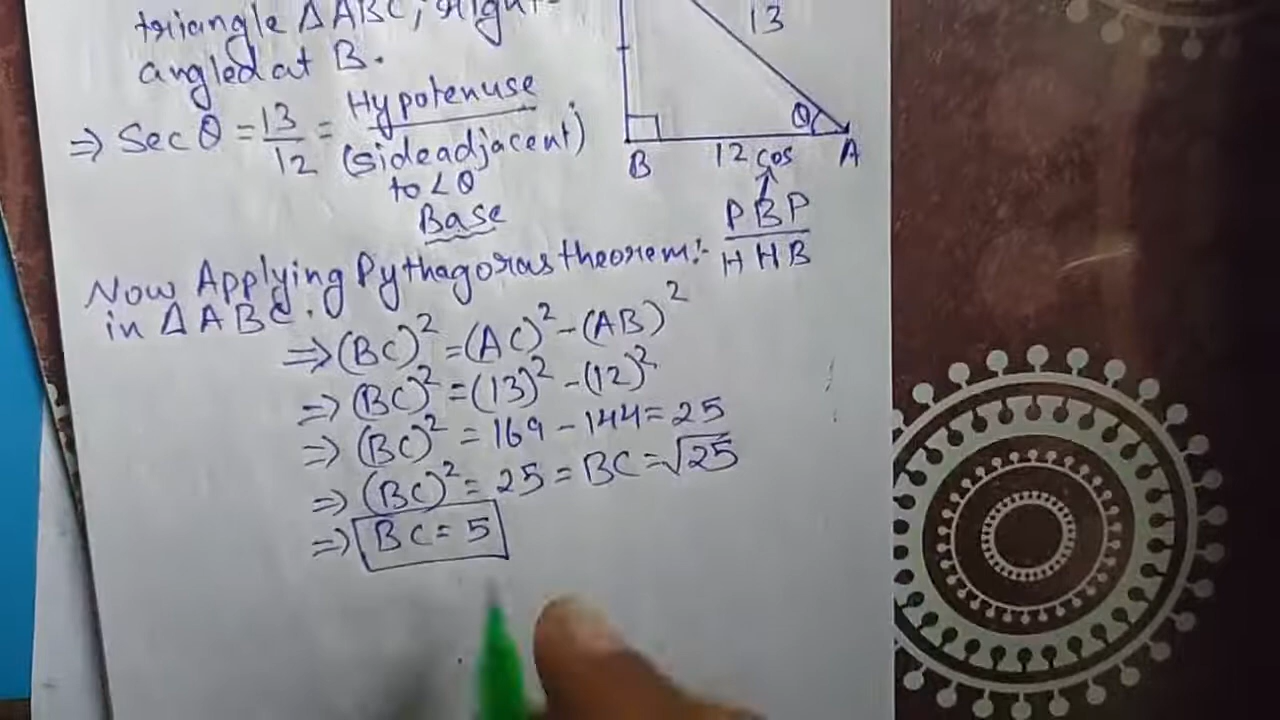 triangle ΔABC, right
angled at B.
13
⇒ Sec θ = 13/12 = Hypotenuse/(side adjacent)
to ∠θ
Base
θ
B 12 cos A
PBP
HHB
Now Applying Pythagoras theorem:-
in ΔABC.
⇒ (BC)² = (AC)² - (AB)²
⇒ (BC)² = (13)² - (12)²
⇒ (BC)² = 169 - 144 = 25
⇒ (BC)² = 25 = BC = √25
⇒ BC = 5